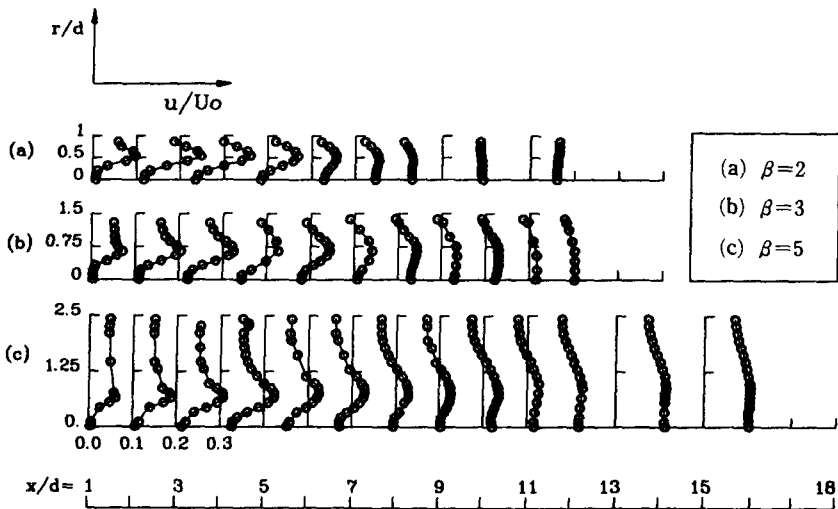 r/d
u/Uo
(a) 1 0.5 0
(b) 1.5 0.75 0
(c) 2.5 1.25 0.
0.0 0.1 0.2 0.3
(a) β=2
(b) β=3
(c) β=5
x/d= 1 3 5 7 9 11 13 15 18